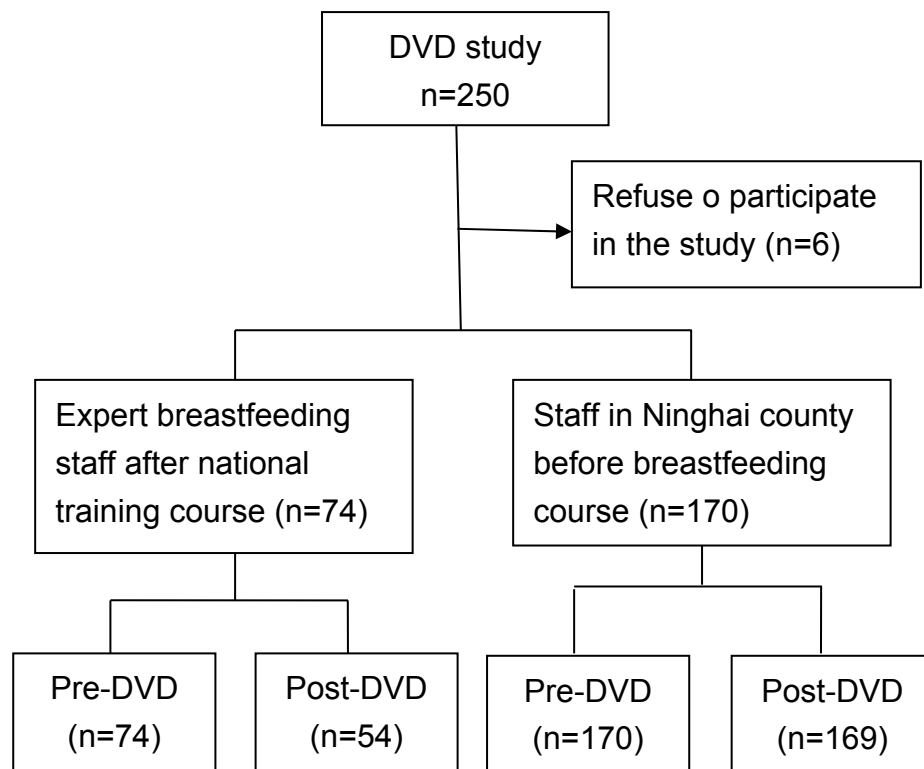 DVD study
n=250
Refuse o participate
in the study (n=6)
Expert breastfeeding
staff after national
training course (n=74)
Staff in Ninghai county
before breastfeeding
course (n=170)
Pre-DVD
(n=74)
Post-DVD
(n=54)
Pre-DVD
(n=170)
Post-DVD
(n=169)